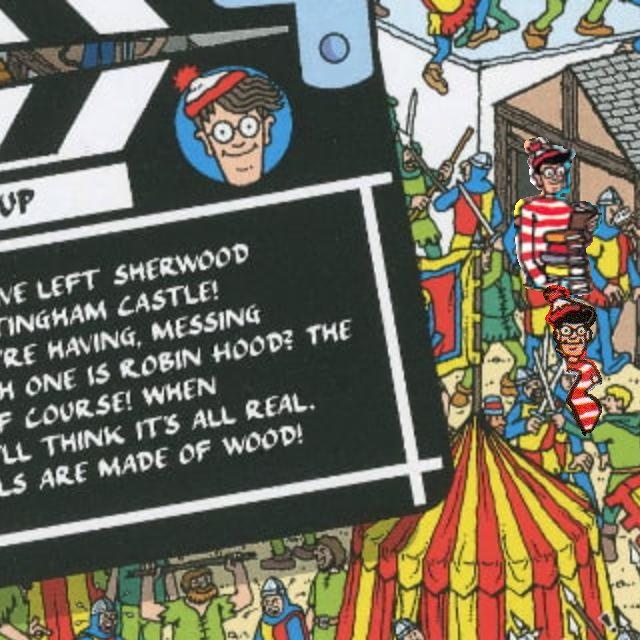 UP
VE LEFT SHERWOOD
TINGHAM CASTLE!
'RE HAVING, MESSING
H ONE IS ROBIN HOOD? THE
F COURSE! WHEN
'LL THINK IT'S ALL REAL.
LS ARE MADE OF WOOD!